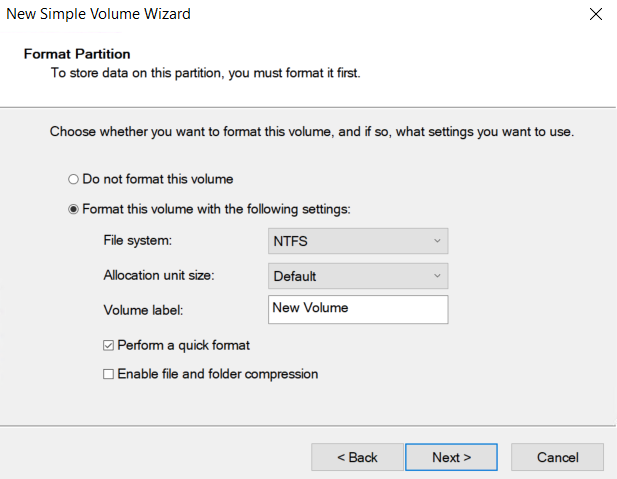 New Simple Volume Wizard
Format Partition
To store data on this partition, you must format it first.
Choose whether you want to format this volume, and if so, what settings you want to use.
Do not format this volume
Format this volume with the following settings:
File system: NTFS
Allocation unit size: Default
Volume label: New Volume
Perform a quick format
Enable file and folder compression
< Back Next > Cancel